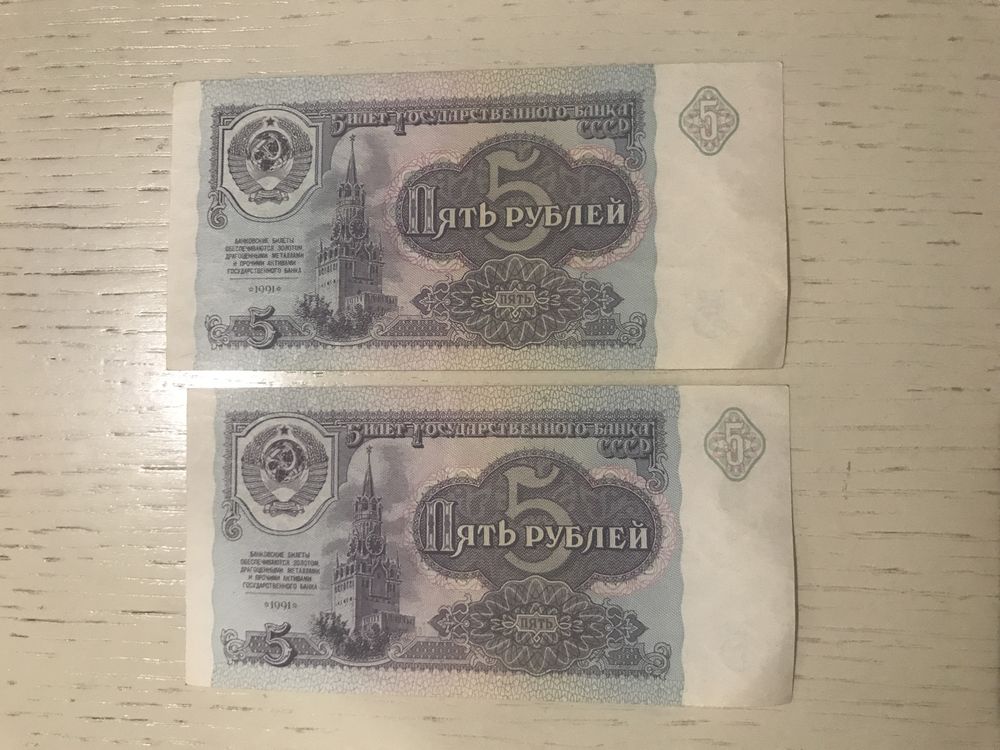 Билет Государственного Банка
СССР
5
5
Пять рублей
Банковские билеты
обеспечиваются золотом,
драгоценными металлами
и прочими активами
Государственного банка
*1991*
ПЯТЬ
5
Билет Государственного Банка
СССР
5
5
Пять рублей
Банковские билеты
обеспечиваются золотом,
драгоценными металлами
и прочими активами
Государственного банка
*1991*
ПЯТЬ
5